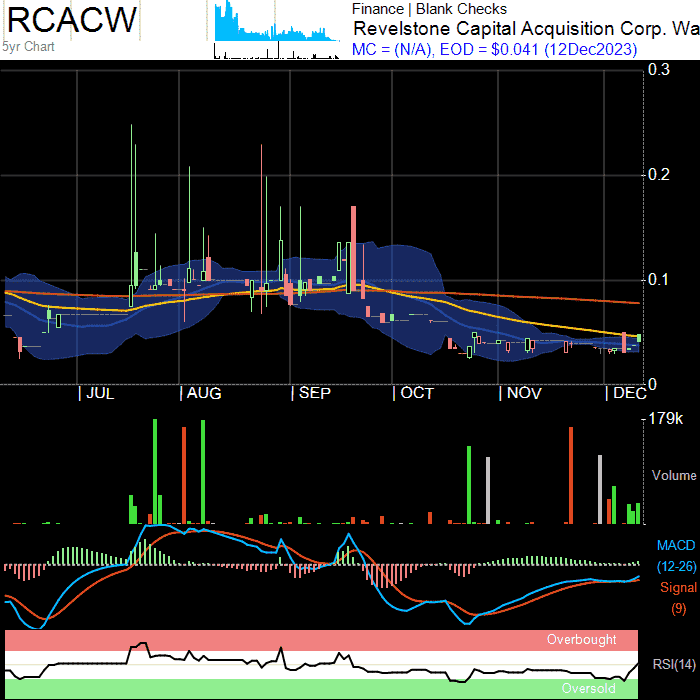 RCACW
5yr Chart
Finance | Blank Checks
Revelstone Capital Acquisition Corp. Wa
MC = (N/A), EOD = $0.041 (12Dec2023)
0.3
0.2
0.1
0
JUL
AUG
SEP
OCT
NOV
DEC
179k
Volume
MACD
(12-26)
Signal
(9)
Overbought
RSI(14)
Oversold